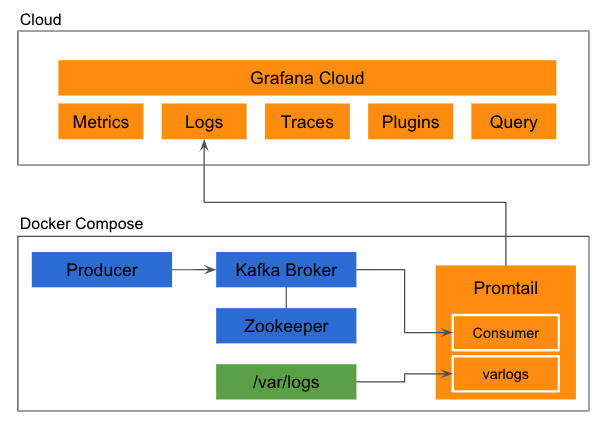 Cloud
Grafana Cloud
Metrics
Logs
Traces
Plugins
Query
Docker Compose
Producer
Kafka Broker
Promtail
Zookeeper
Consumer
/var/logs
varlogs